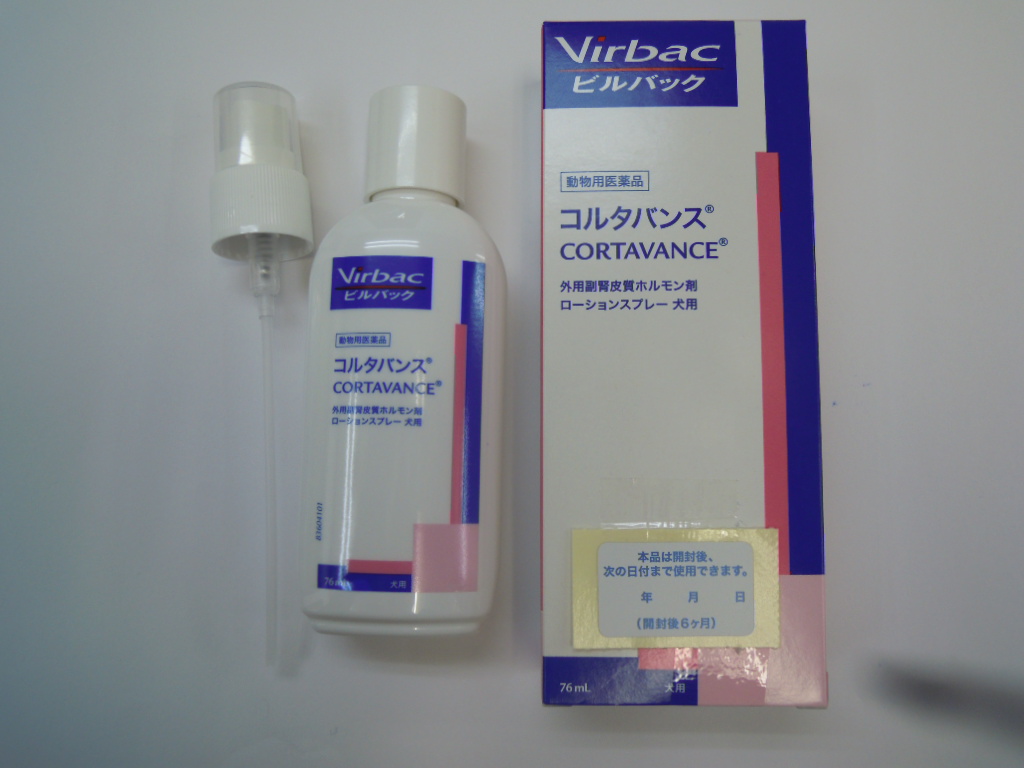 Virbac
ビルバック
動物用医薬品
コルタバンス®
CORTAVANCE®
外用副腎皮質ホルモン剤
ローションスプレー 犬用
B3604101
76mL
犬用
Virbac
ビルバック
動物用医薬品
コルタバンス®
CORTAVANCE®
外用副腎皮質ホルモン剤
ローションスプレー 犬用
本品は開封後、
次の日付まで使用できます。
年 月 日
(開封後6ヶ月)
76mL
犬用